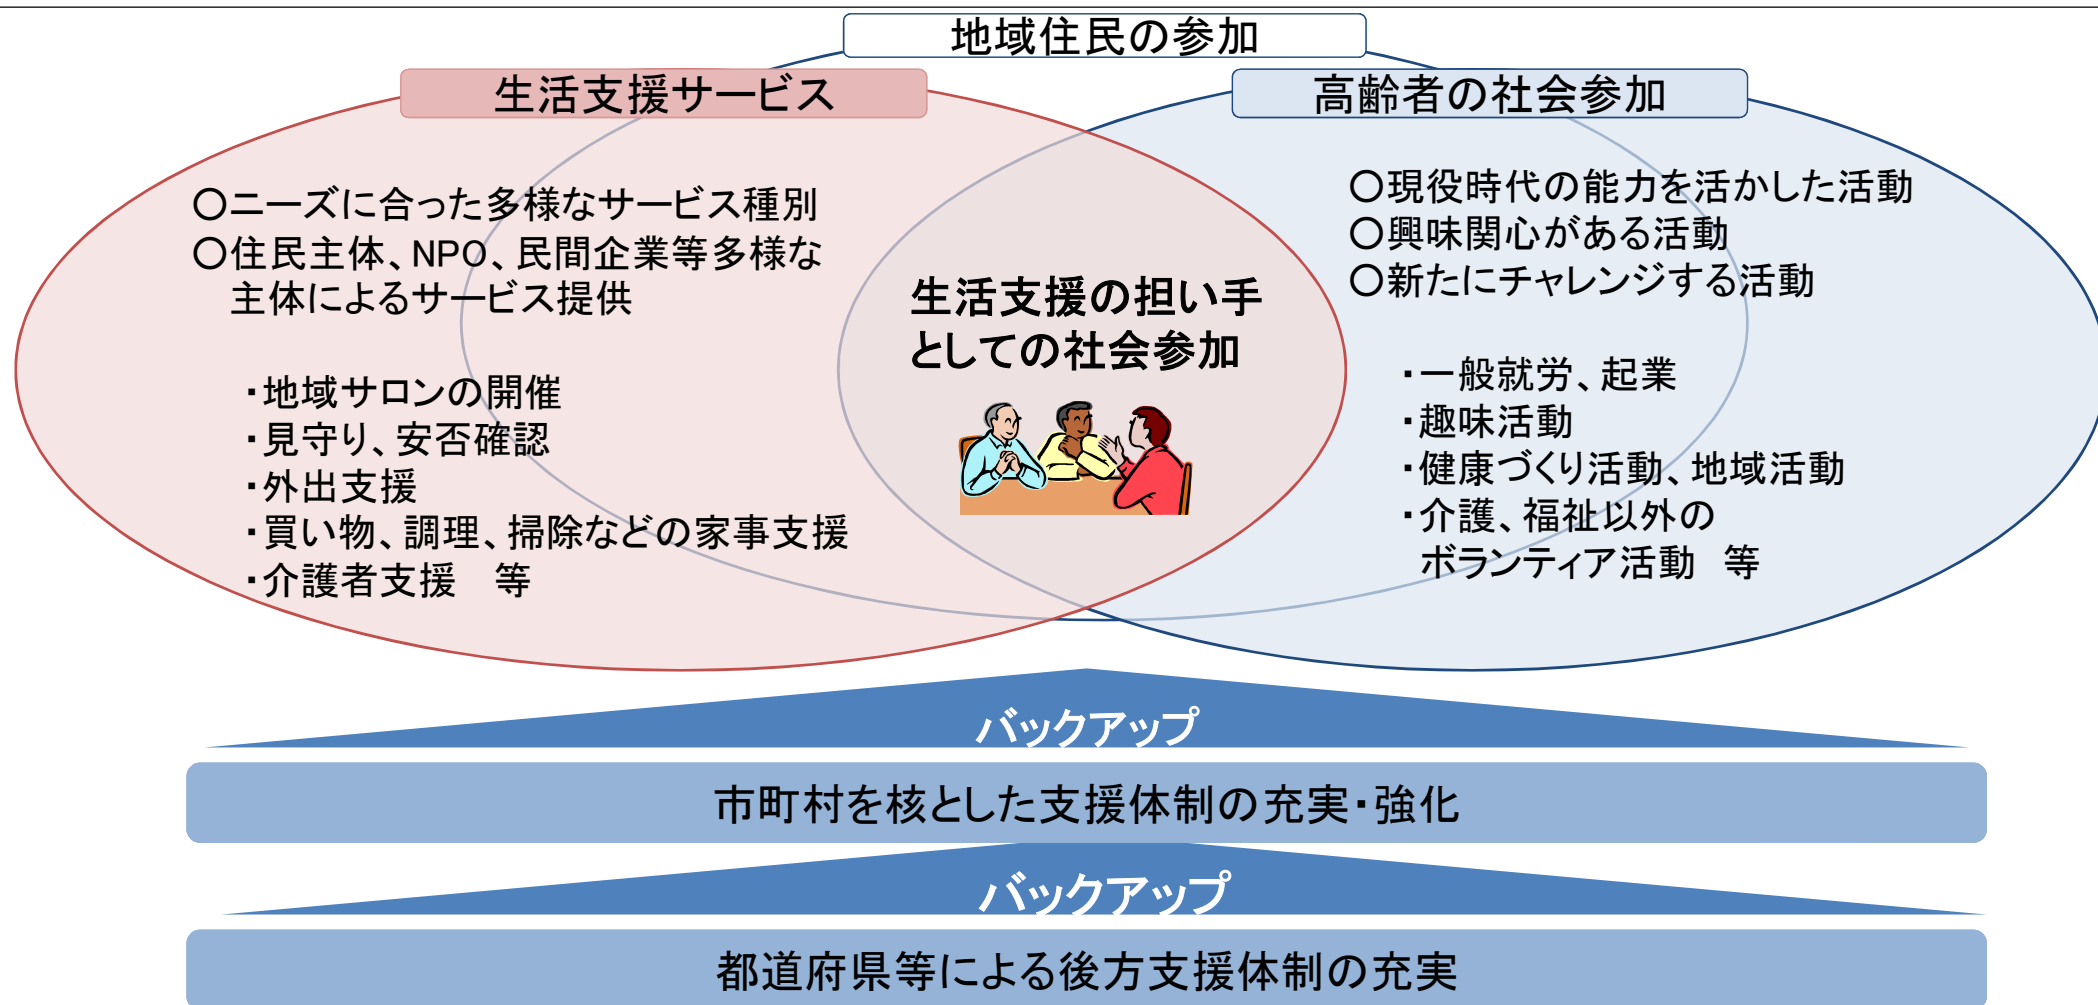 地域住民の参加
生活支援サービス
高齢者の社会参加
○ニーズに合った多様なサービス種別
○住民主体、NPO、民間企業等多様な
主体によるサービス提供
・地域サロンの開催
・見守り、安否確認
・外出支援
・買い物、調理、掃除などの家事支援
・介護者支援　等
生活支援の担い手
としての社会参加
○現役時代の能力を活かした活動
○興味関心がある活動
○新たにチャレンジする活動
・一般就労、起業
・趣味活動
・健康づくり活動、地域活動
・介護、福祉以外の
ボランティア活動　等
バックアップ
市町村を核とした支援体制の充実・強化
バックアップ
都道府県等による後方支援体制の充実